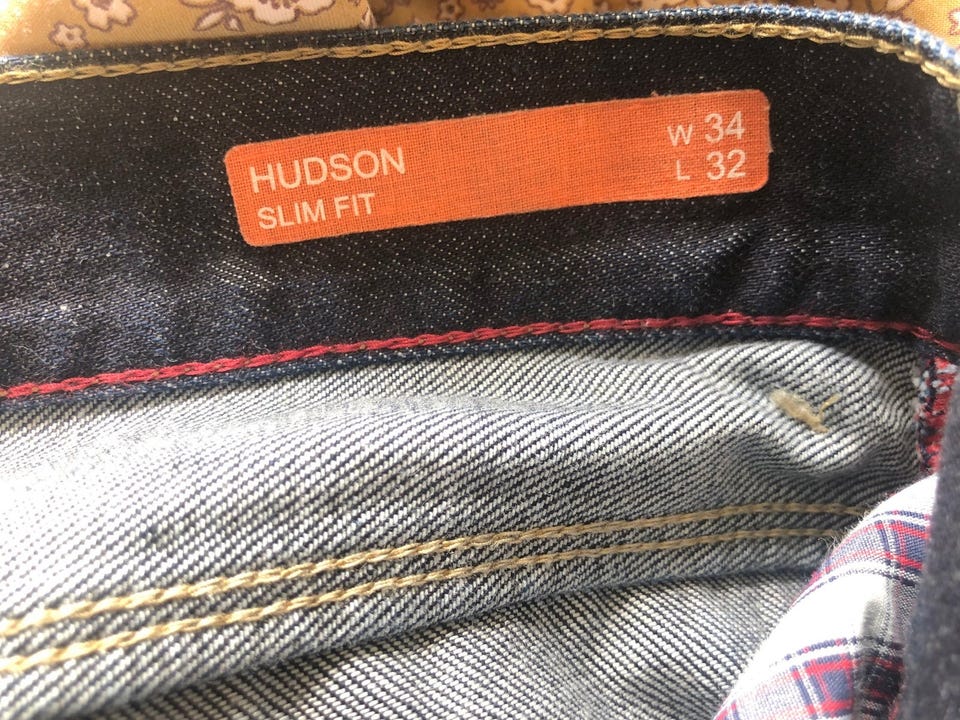 HUDSON
SLIM FIT
W 34
L 32